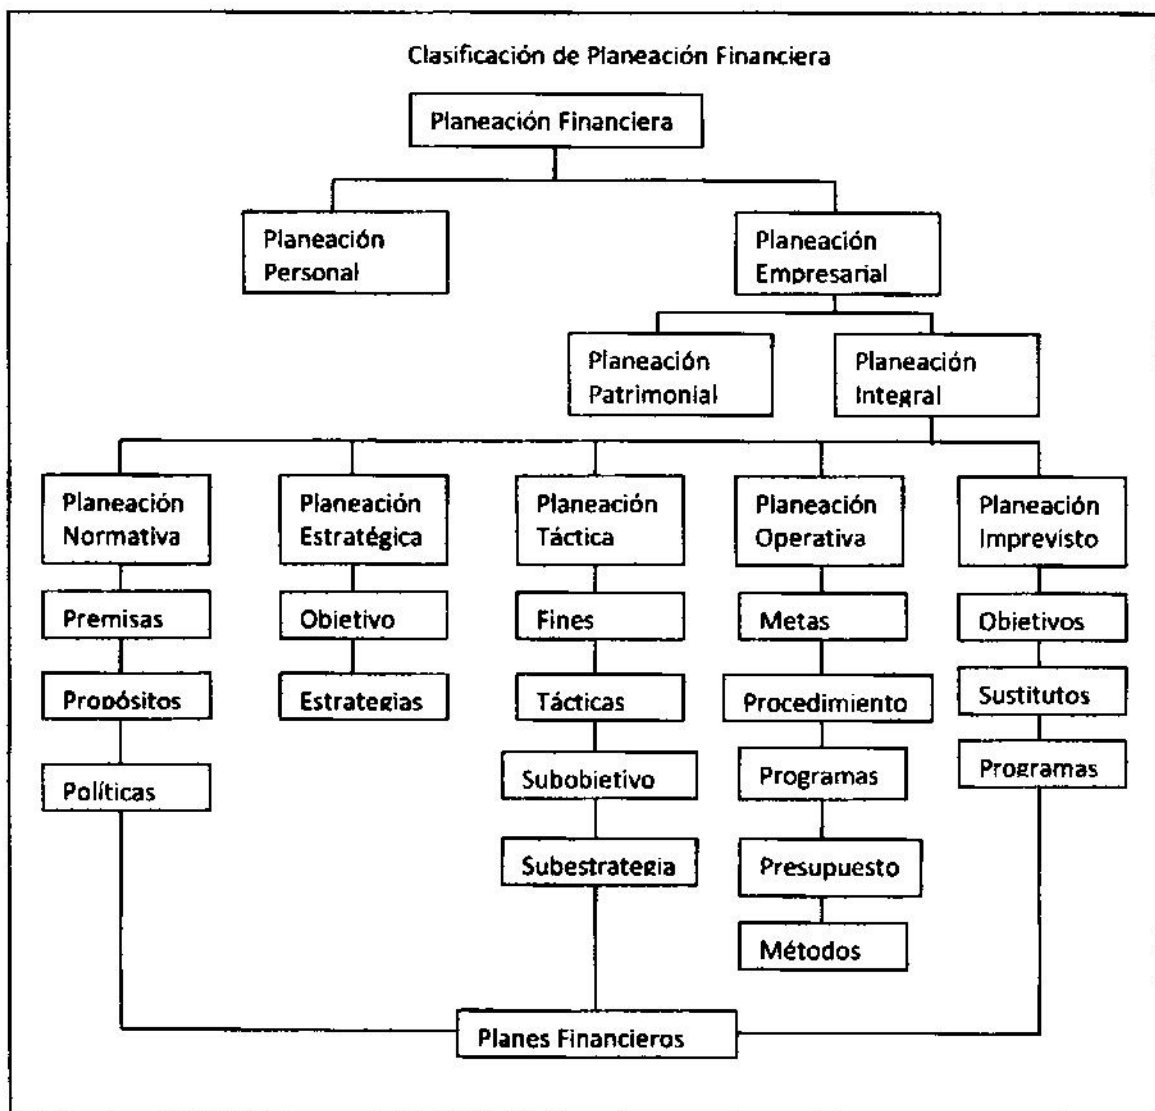 Clasificación de Planeación Financiera
Planeación Financiera
Planeación
Personal
Planeación
Empresarial
Planeación
Patrimonial
Planeación
Integral
Planeación
Normativa
Planeación
Estratégica
Planeación
Táctica
Planeación
Operativa
Planeación
Imprevisto
Premisas
Objetivo
Fines
Metas
Objetivos
Propósitos
Estrategias
Tácticas
Procedimiento
Sustitutos
Políticas
Subobjetivo
Programas
Programas
Subestrategia
Presupuesto
Métodos
Planes Financieros